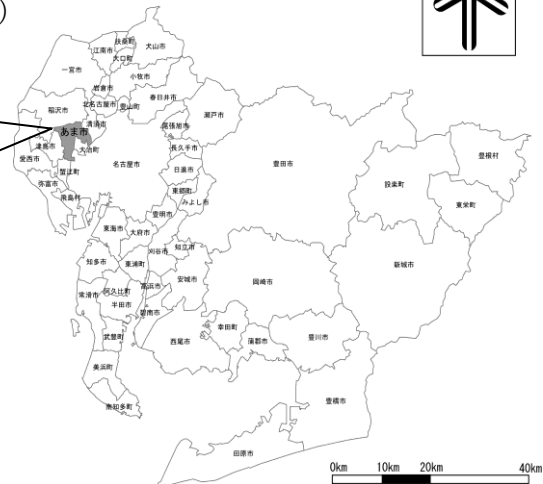 扶桑町
江南市
犬山市
大口町
一宮市
小牧市
岩倉市
稲沢市
北名古屋市
豊山町
春日井市
瀬戸市
清須市
尾張旭市
あま市
津島市
大治町
長久手市
愛西市
名古屋市
豊田市
豊根村
蟹江町
日進市
設楽町
弥富市
東郷町
飛島村
みよし市
東栄町
豊明市
東海市
大府市
刈谷市
知立市
知多市
東浦町
新城市
安城市
岡崎市
高浜市
阿久比町
常滑市
半田市
碧南市
武豊町
西尾市
幸田町
蒲郡市
豊川市
美浜町
豊橋市
南知多町
田原市
0km 10km 20km 40km